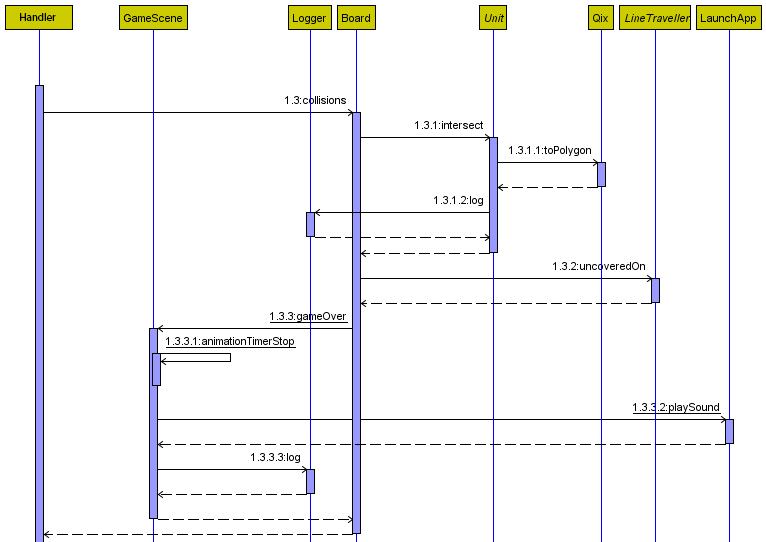 Handler
GameScene
Logger
Board
Unit
Qix
LineTraveller
LaunchApp
1.3:collisions
1.3.1:intersect
1.3.1.1:toPolygon
1.3.1.2:log
1.3.2:uncoveredOn
1.3.3:gameOver
1.3.3.1:animationTimerStop
1.3.3.2:playSound
1.3.3.3:log